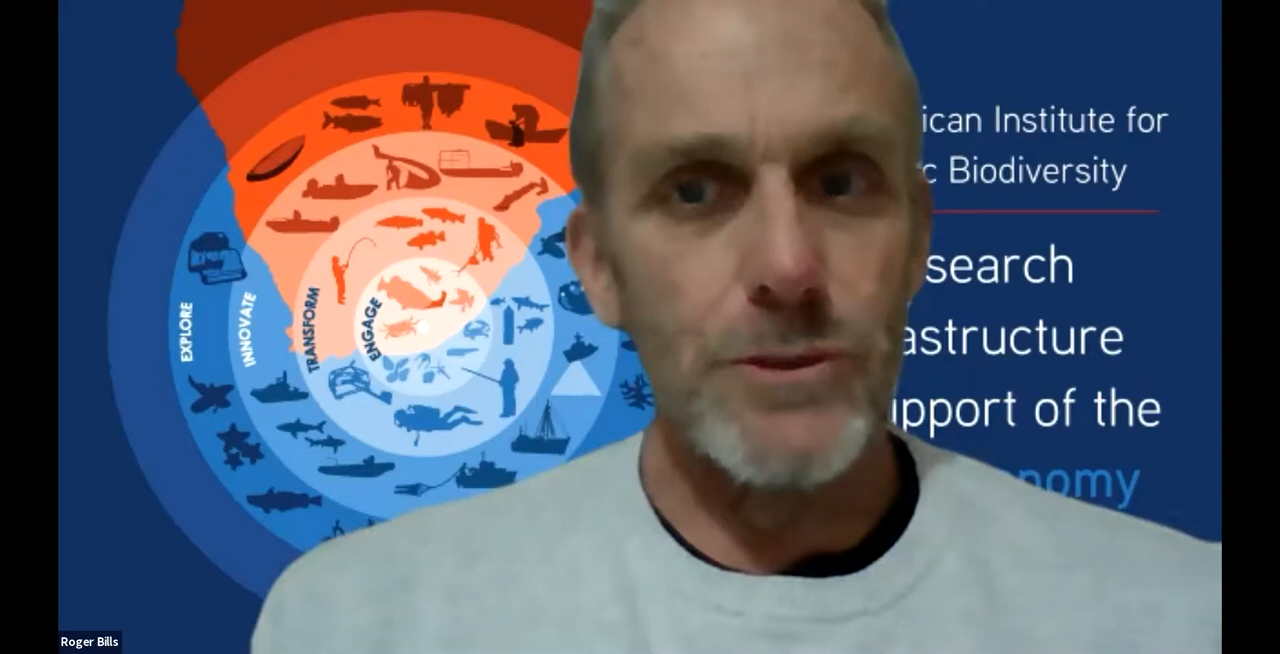 ican Institute for
c Biodiversity
search
astructure
upport of the
nomy
EXPLORE
INNOVATE
TRANSFORM
ENGAGE
Roger Bills